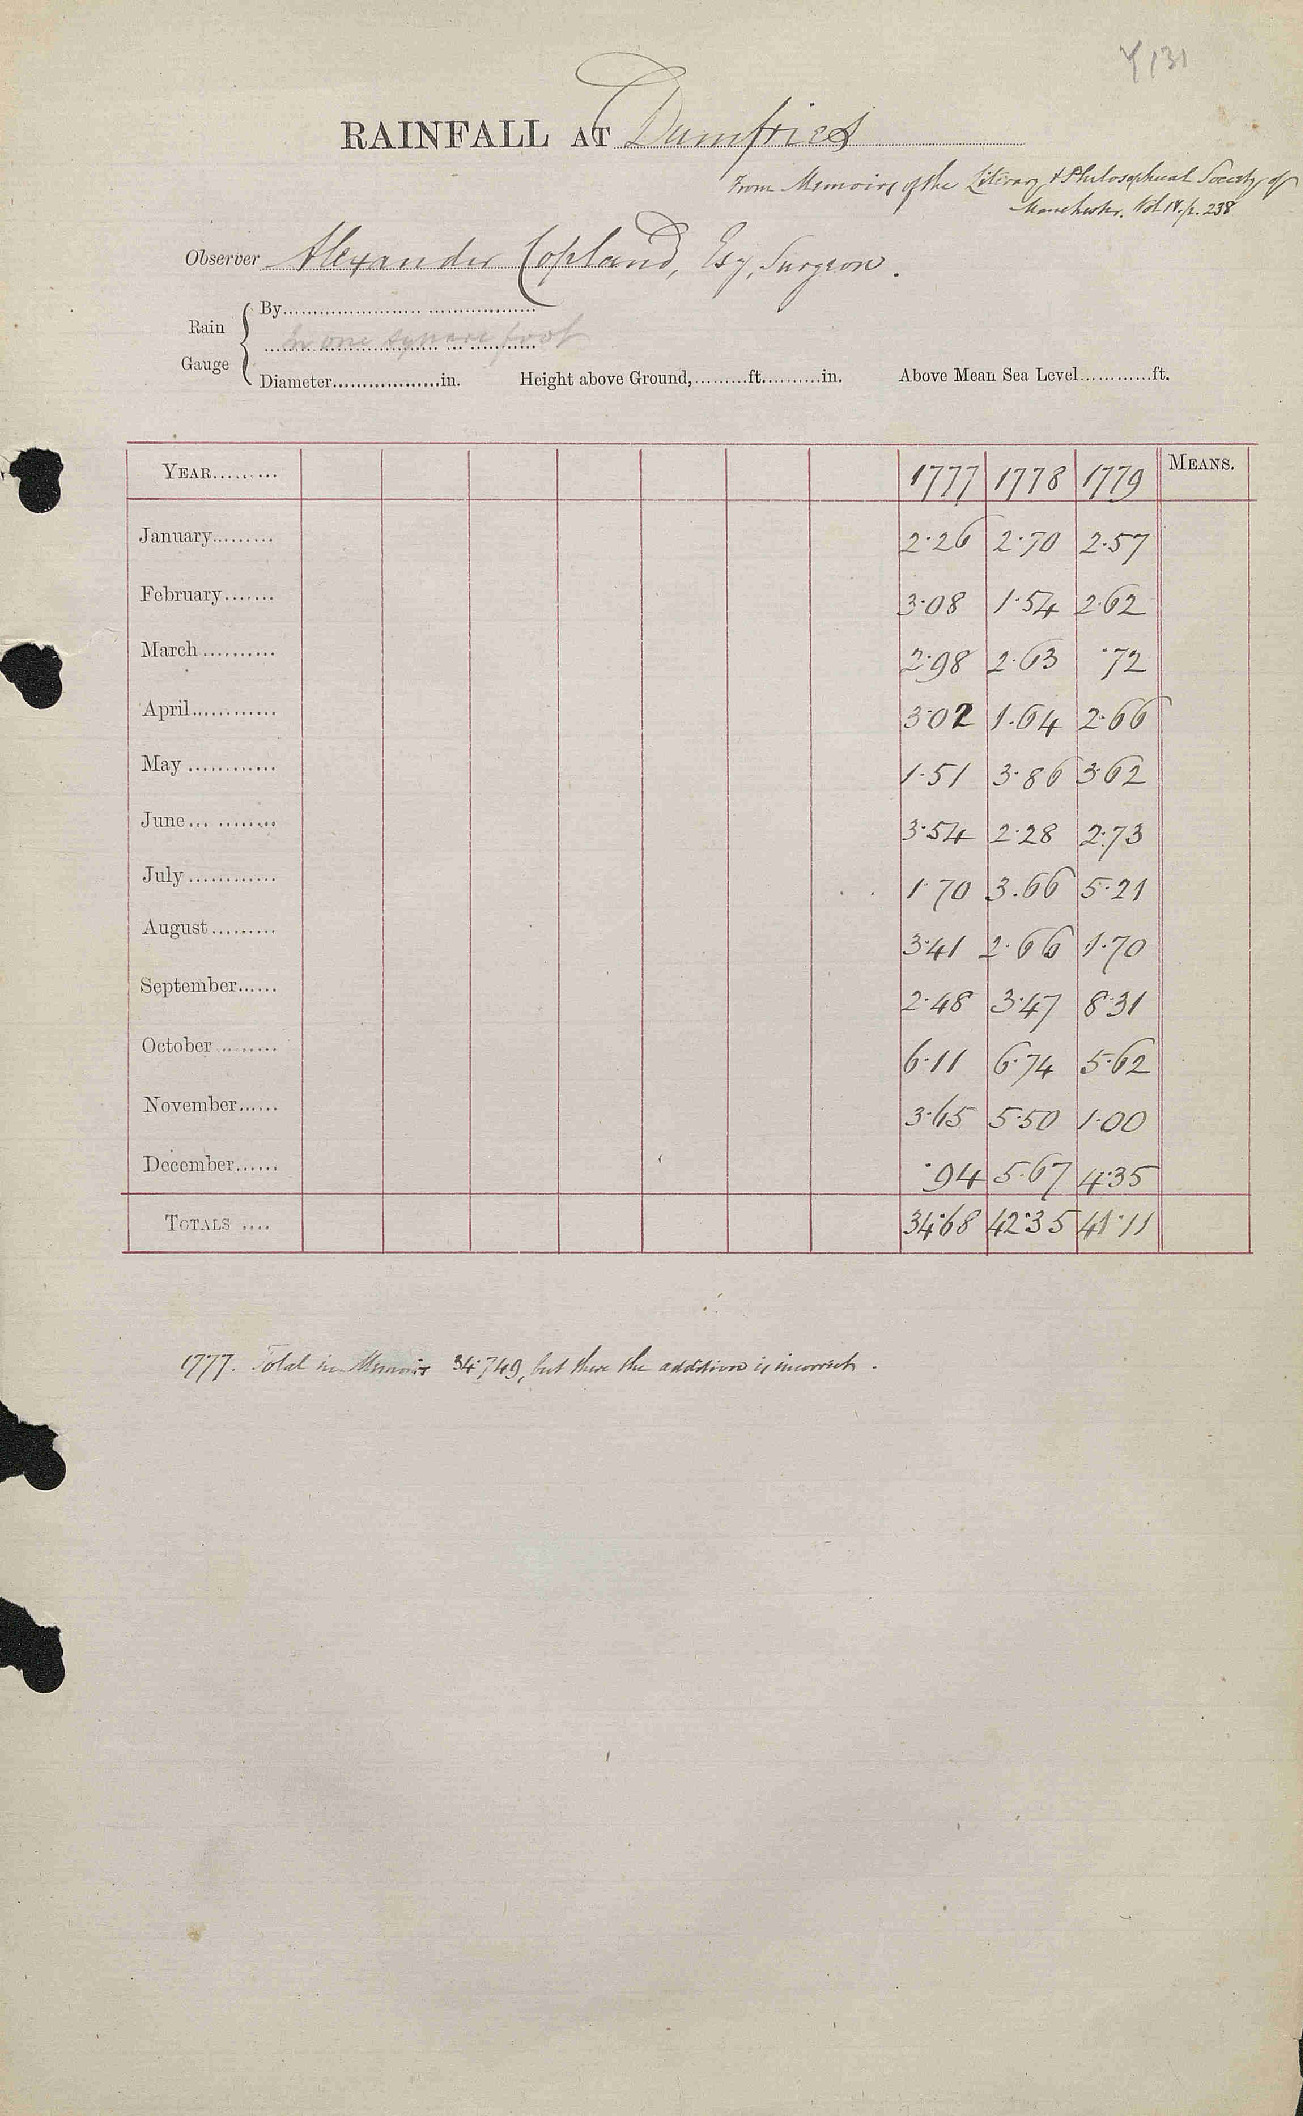 Y131
RAINFALL AT Dumfries
From Memoirs of the Literary & Philosophical Society of
Manchester. Vol IV. p. 238
Observer Alexander Copland, Esq, Surgeon.
Rain Gauge { By
In one square foot
Diameter in. Height above Ground, ft. in. Above Mean Sea Level ft.
YEAR 1777 1778 1779 MEANS.
January 2.26 2.70 2.57
February 3.08 1.54 2.62
March 2.98 2.63 .72
April 3.02 1.64 2.66
May 1.51 3.86 3.62
June 3.54 2.28 2.73
July 1.70 3.66 5.21
August 3.41 2.66 1.70
September 2.48 3.47 8.31
October 6.11 6.74 5.62
November 3.65 5.50 1.00
December .94 5.67 4.35
TOTALS 34.68 42.35 41.11
1777. Total in Memoirs 34.749, but there the addition is incorrect.